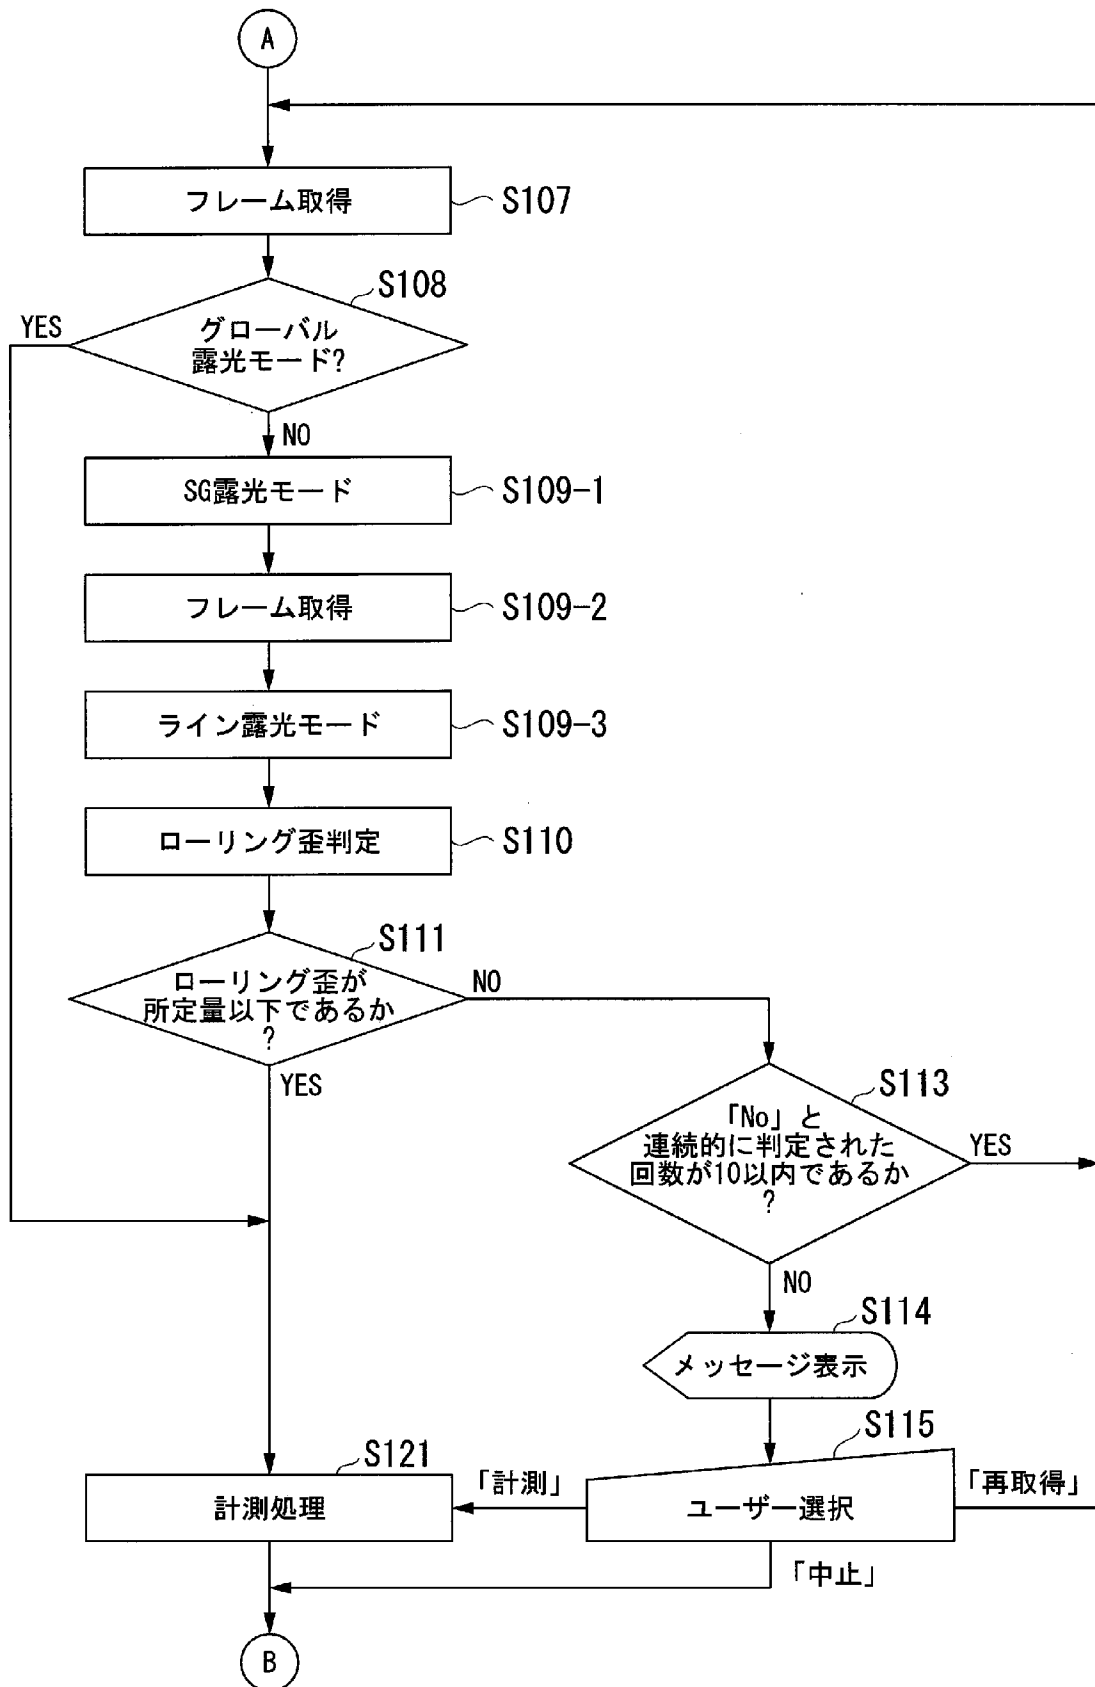 A
フレーム取得
S107
S108
YES
グローバル
露光モード?
NO
SG露光モード
S109-1
フレーム取得
S109-2
ライン露光モード
S109-3
ローリング歪判定
S110
S111
ローリング歪が
所定量以下であるか
?
NO
YES
S113
「No」と
連続的に判定された
回数が10以内であるか
?
YES
NO
S114
メッセージ表示
S115
S121
計測処理
「計測」
ユーザー選択
「再取得」
「中止」
B